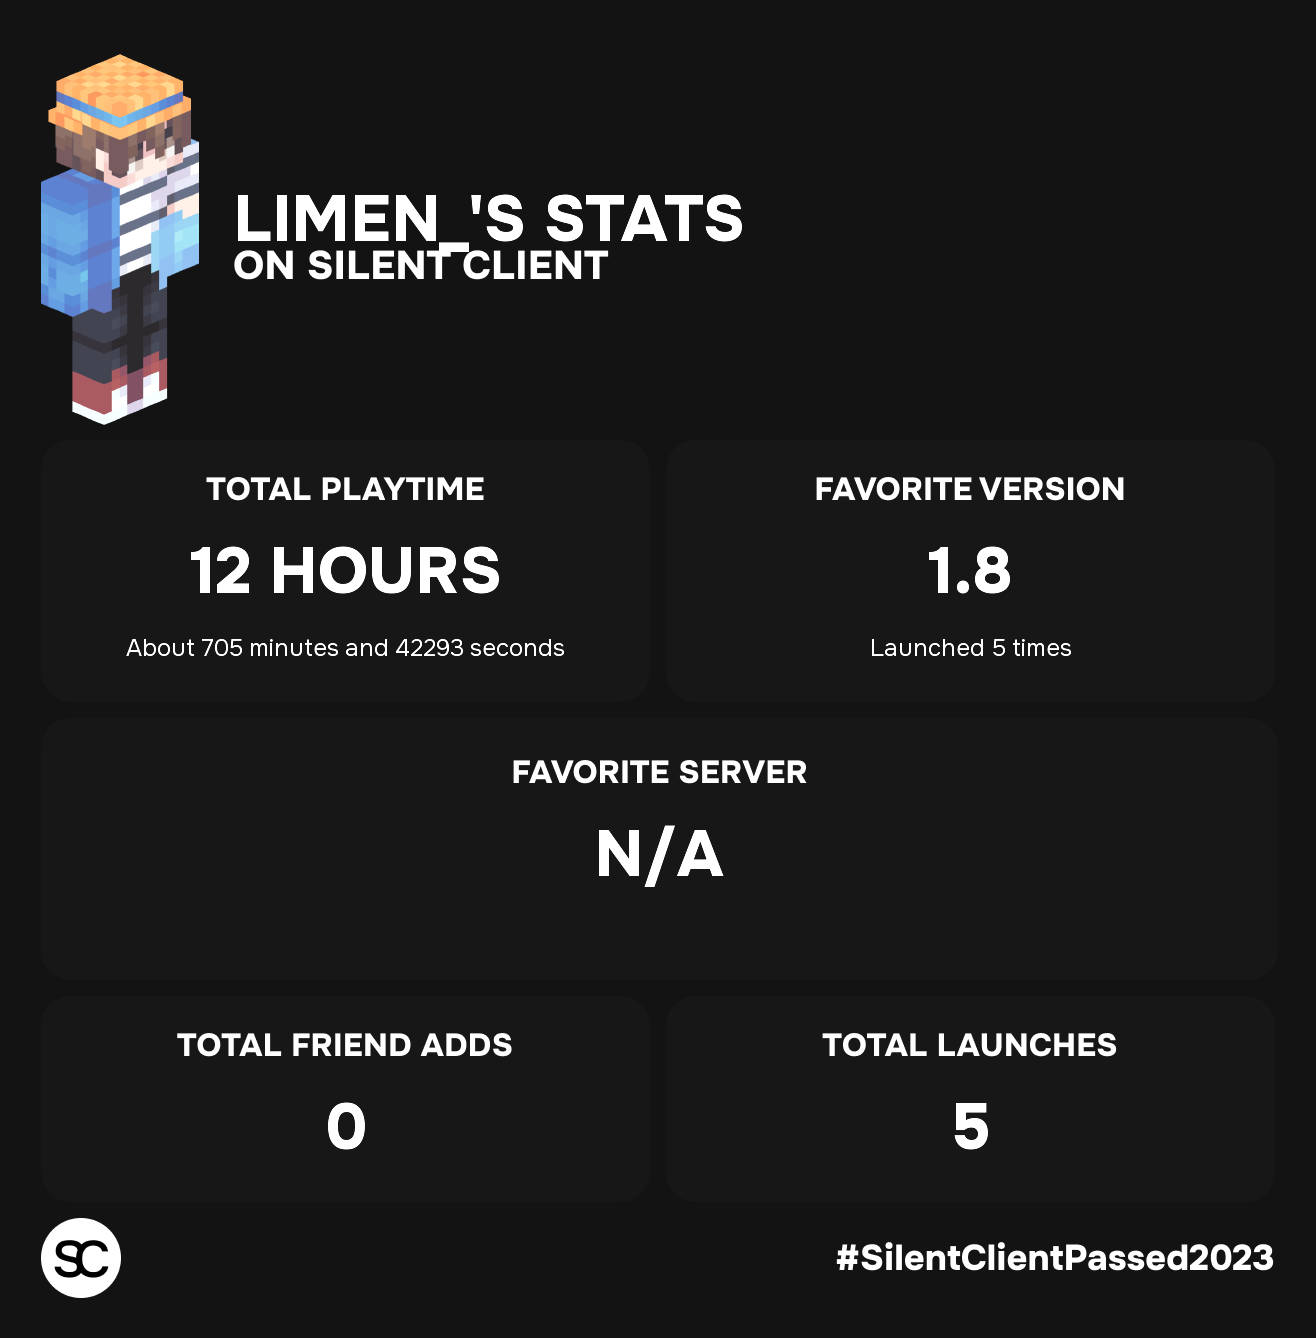 LIMEN_'S STATS
ON SILENT CLIENT
TOTAL PLAYTIME
12 HOURS
About 705 minutes and 42293 seconds
FAVORITE VERSION
1.8
Launched 5 times
FAVORITE SERVER
N/A
TOTAL FRIEND ADDS
0
TOTAL LAUNCHES
5
SC
#SilentClientPassed2023